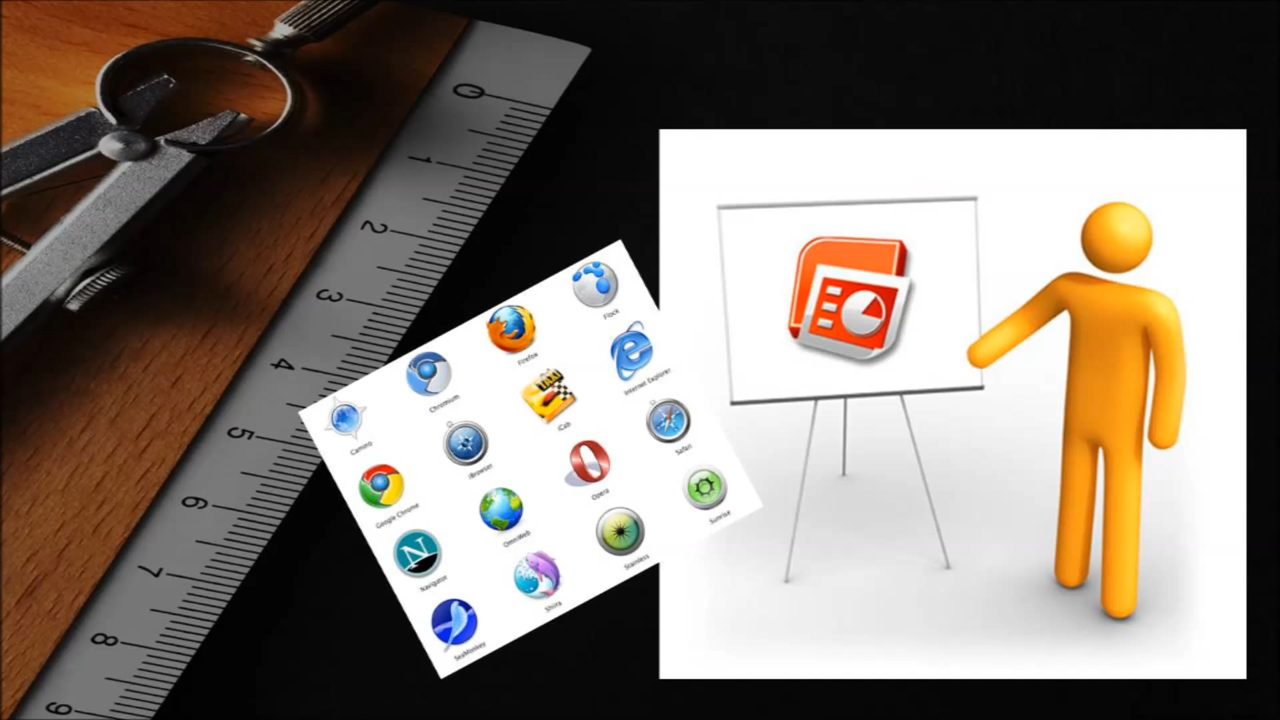 0
1
2
3
4
5
6
7
8
9
Camino
Chromium
Firefox
Flock
Google Chrome
iBrowser
iCab
TAXI
Internet Explorer
Navigator
N
OmniWeb
Opera
Safari
SeaMonkey
Shiira
Stainless
Sunrise